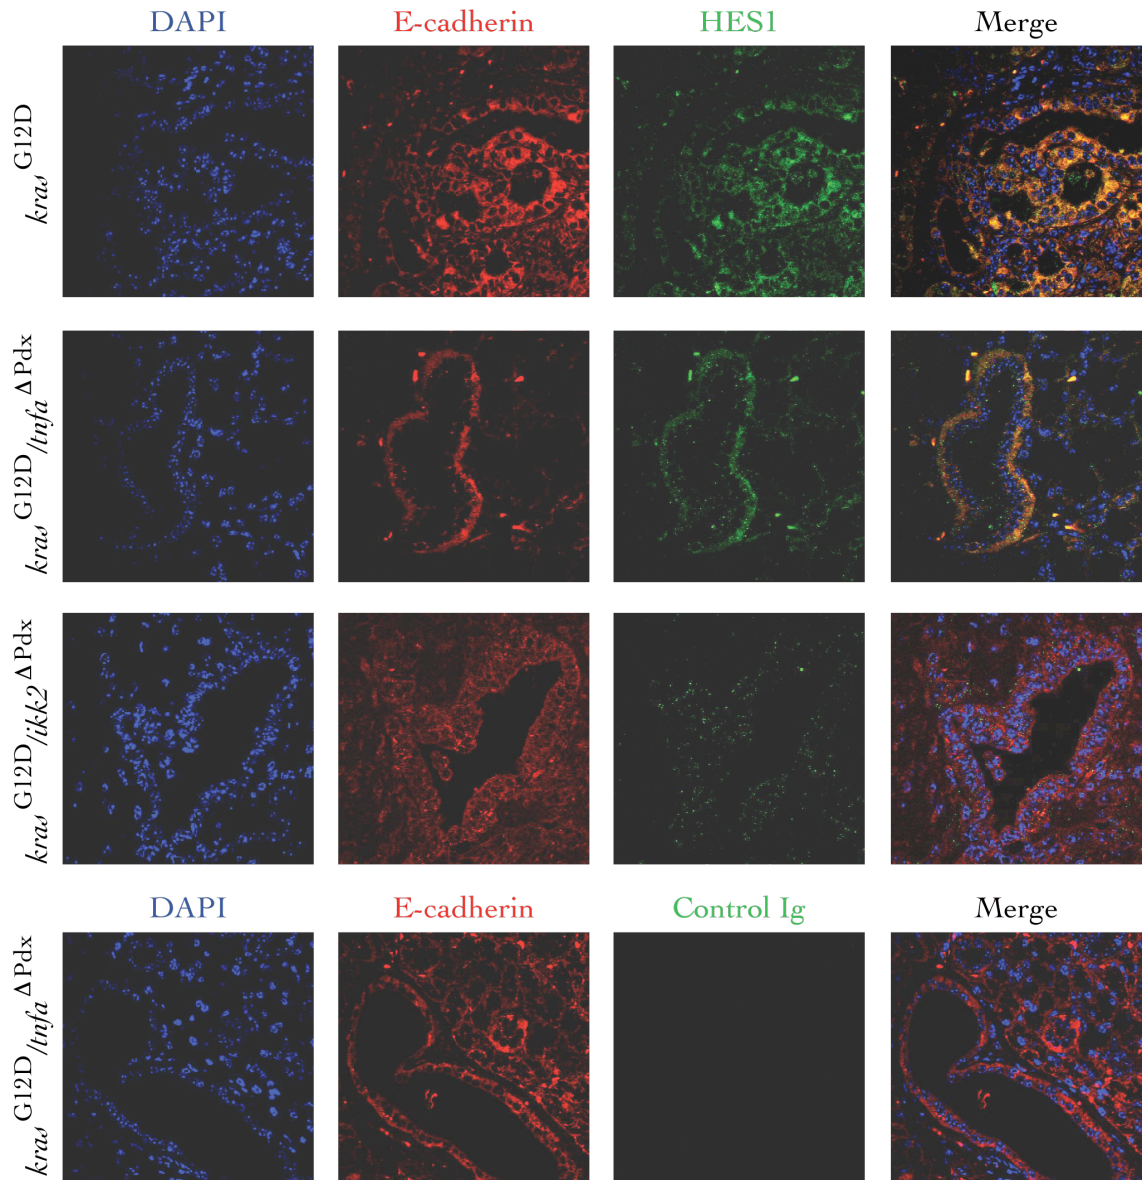 DAPI E-cadherin HES1 Merge
kras G12D
kras G12D/tnfa ΔPdx
kras G12D/ikk2 ΔPdx
DAPI E-cadherin Control Ig Merge
kras G12D/tnfa ΔPdx